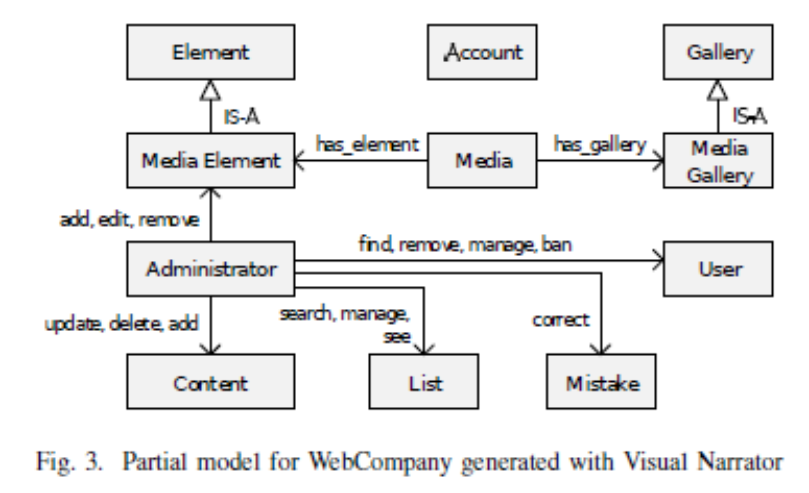 Element
Account
Gallery
IS-A
IS-A
Media Element
has_element
Media
has_gallery
Media
Gallery
add, edit, remove
Administrator
find, remove, manage, ban
User
update, delete, add
search, manage,
see
correct
Content
List
Mistake
Fig. 3. Partial model for WebCompany generated with Visual Narrator